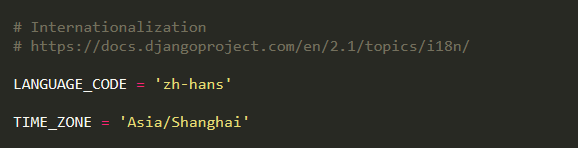 # Internationalization
# https://docs.djangoproject.com/en/2.1/topics/i18n/
LANGUAGE_CODE = 'zh-hans'
TIME_ZONE = 'Asia/Shanghai'